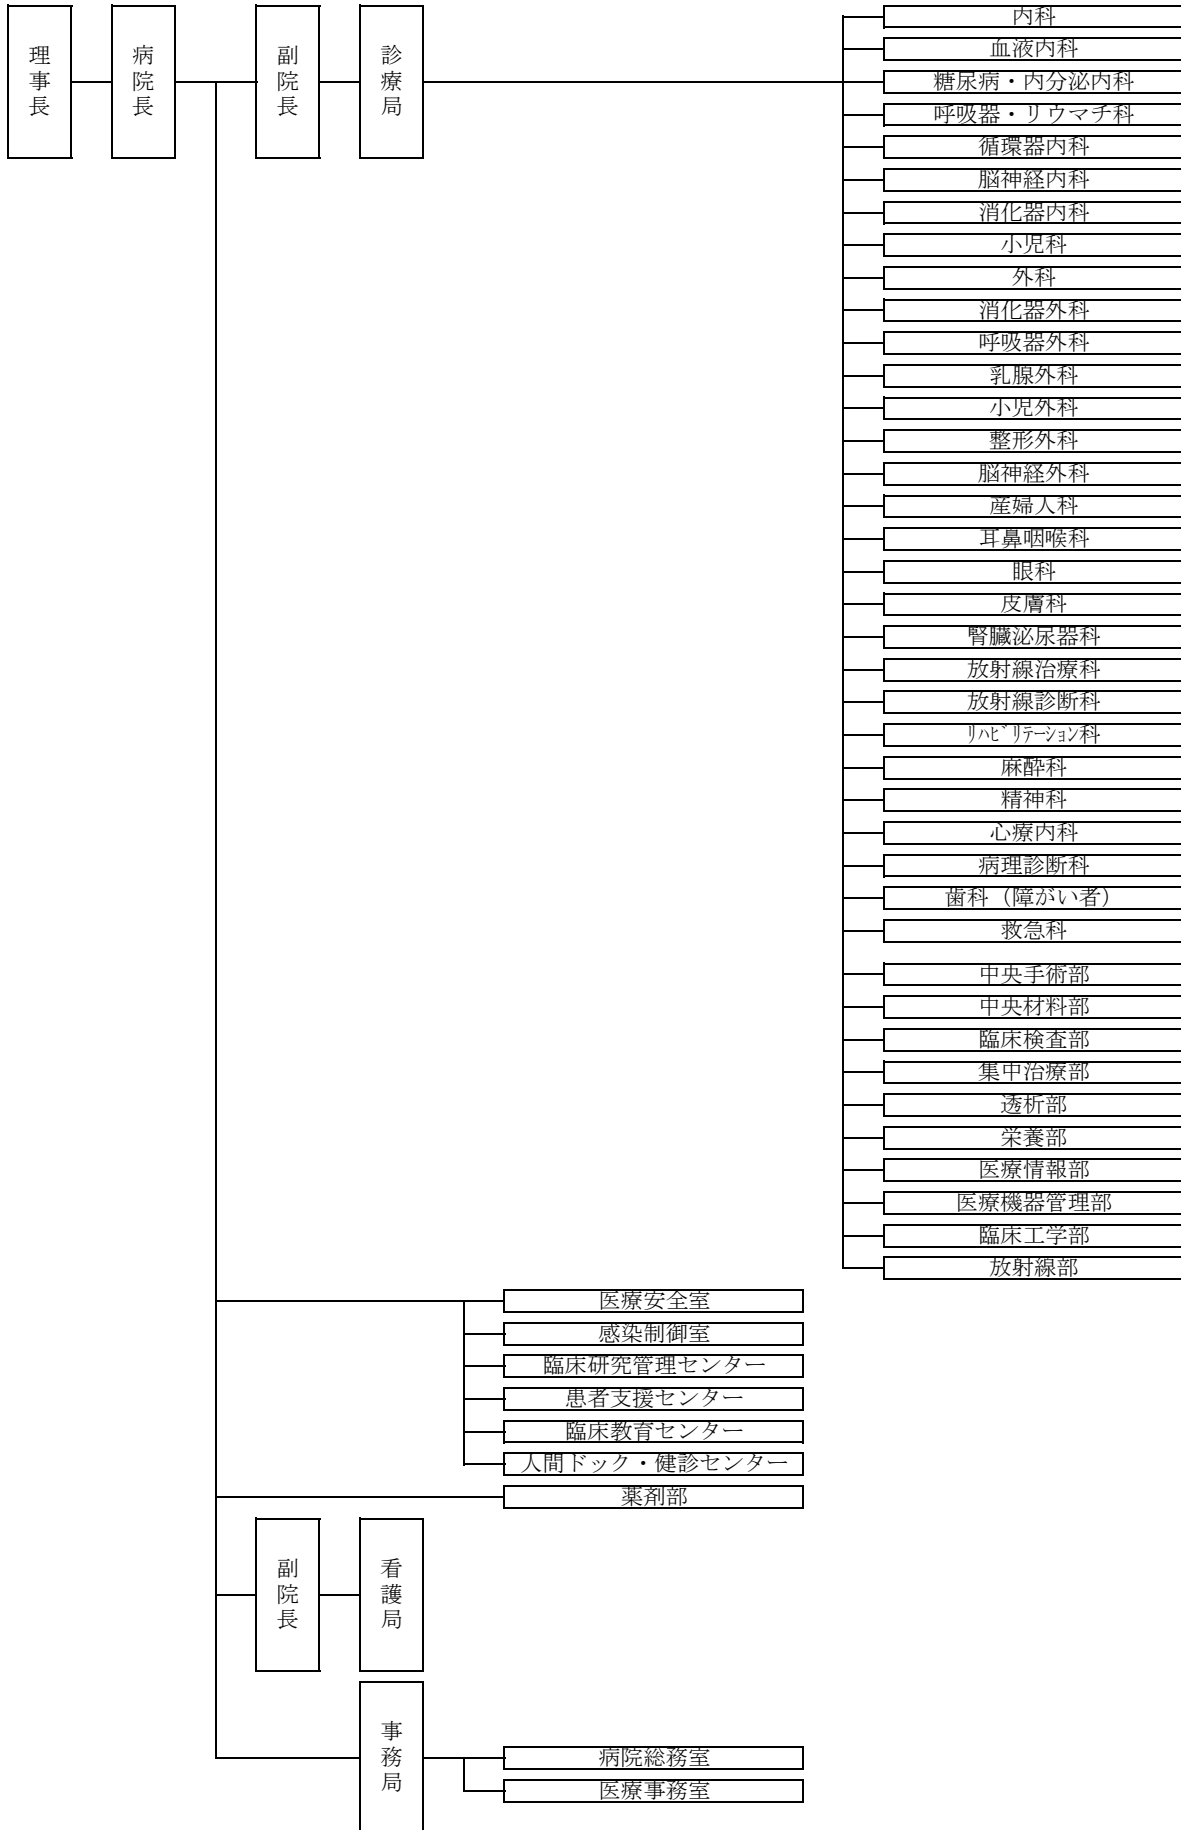 理事長
病院長
副院長
診療局
内科
血液内科
糖尿病・内分泌内科
呼吸器・リウマチ科
循環器内科
脳神経内科
消化器内科
小児科
外科
消化器外科
呼吸器外科
乳腺外科
小児外科
整形外科
脳神経外科
産婦人科
耳鼻咽喉科
眼科
皮膚科
腎臓泌尿器科
放射線治療科
放射線診断科
ﾘﾊﾋﾞﾘﾃｰｼｮﾝ科
麻酔科
精神科
心療内科
病理診断科
歯科（障がい者）
救急科
中央手術部
中央材料部
臨床検査部
集中治療部
透析部
栄養部
医療情報部
医療機器管理部
臨床工学部
放射線部
医療安全室
感染制御室
臨床研究管理センター
患者支援センター
臨床教育センター
人間ドック・健診センター
薬剤部
副院長
看護局
事務局
病院総務室
医療事務室